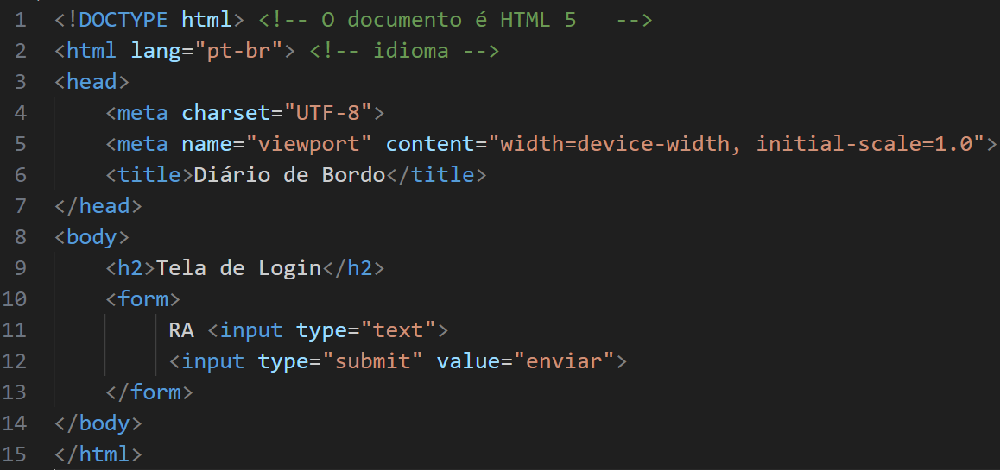 1 <!DOCTYPE html> <!-- O documento é HTML 5   -->
2 <html lang="pt-br"> <!-- idioma -->
3 <head>
4     <meta charset="UTF-8">
5     <meta name="viewport" content="width=device-width, initial-scale=1.0">
6     <title>Diário de Bordo</title>
7 </head>
8 <body>
9     <h2>Tela de Login</h2>
10     <form>
11          RA <input type="text">
12          <input type="submit" value="enviar">
13     </form>
14 </body>
15 </html>